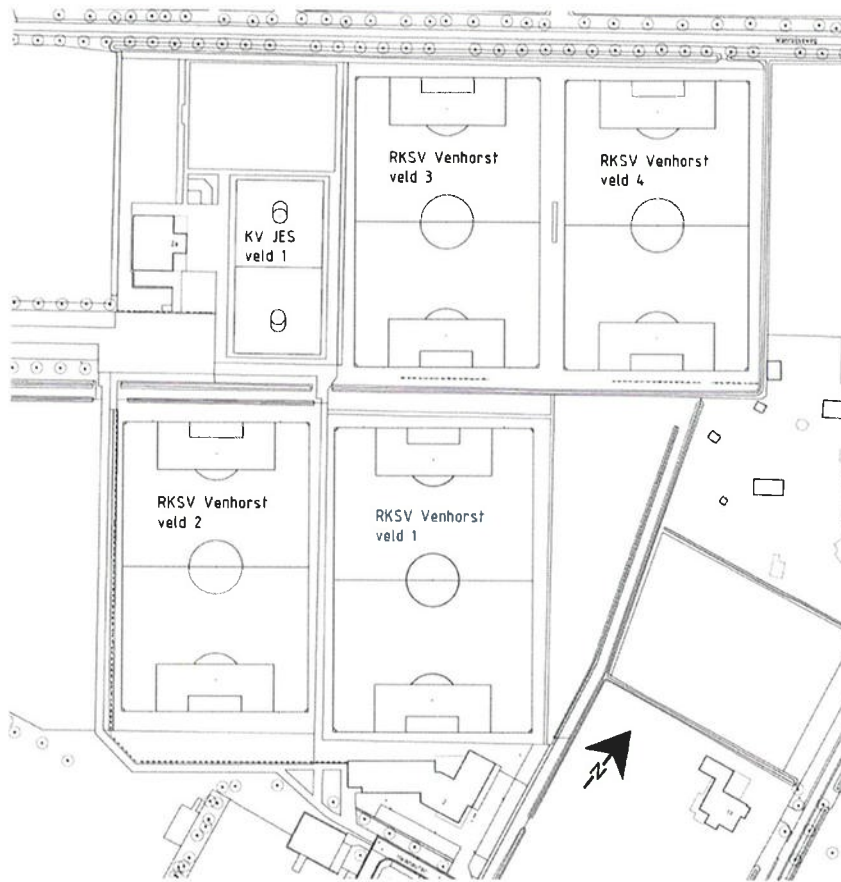 RKSV Venhorst
veld 3
RKSV Venhorst
veld 4
KV JES
veld 1
RKSV Venhorst
veld 2
RKSV Venhorst
veld 1
N